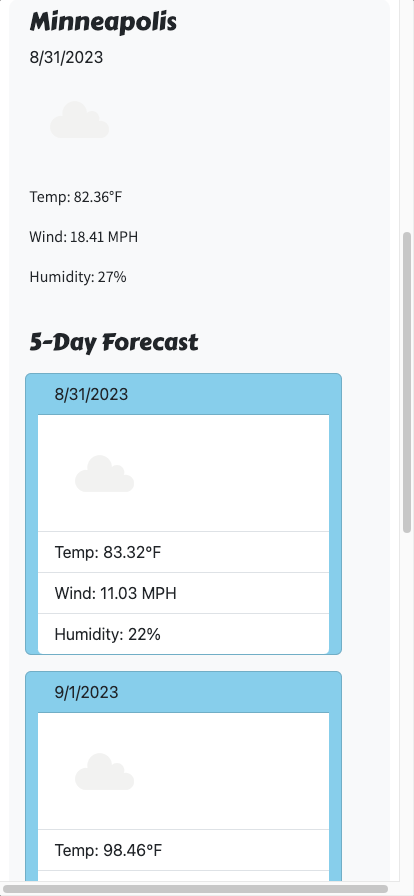 Minneapolis
8/31/2023
Temp: 82.36°F
Wind: 18.41 MPH
Humidity: 27%
5-Day Forecast
8/31/2023
Temp: 83.32°F
Wind: 11.03 MPH
Humidity: 22%
9/1/2023
Temp: 98.46°F